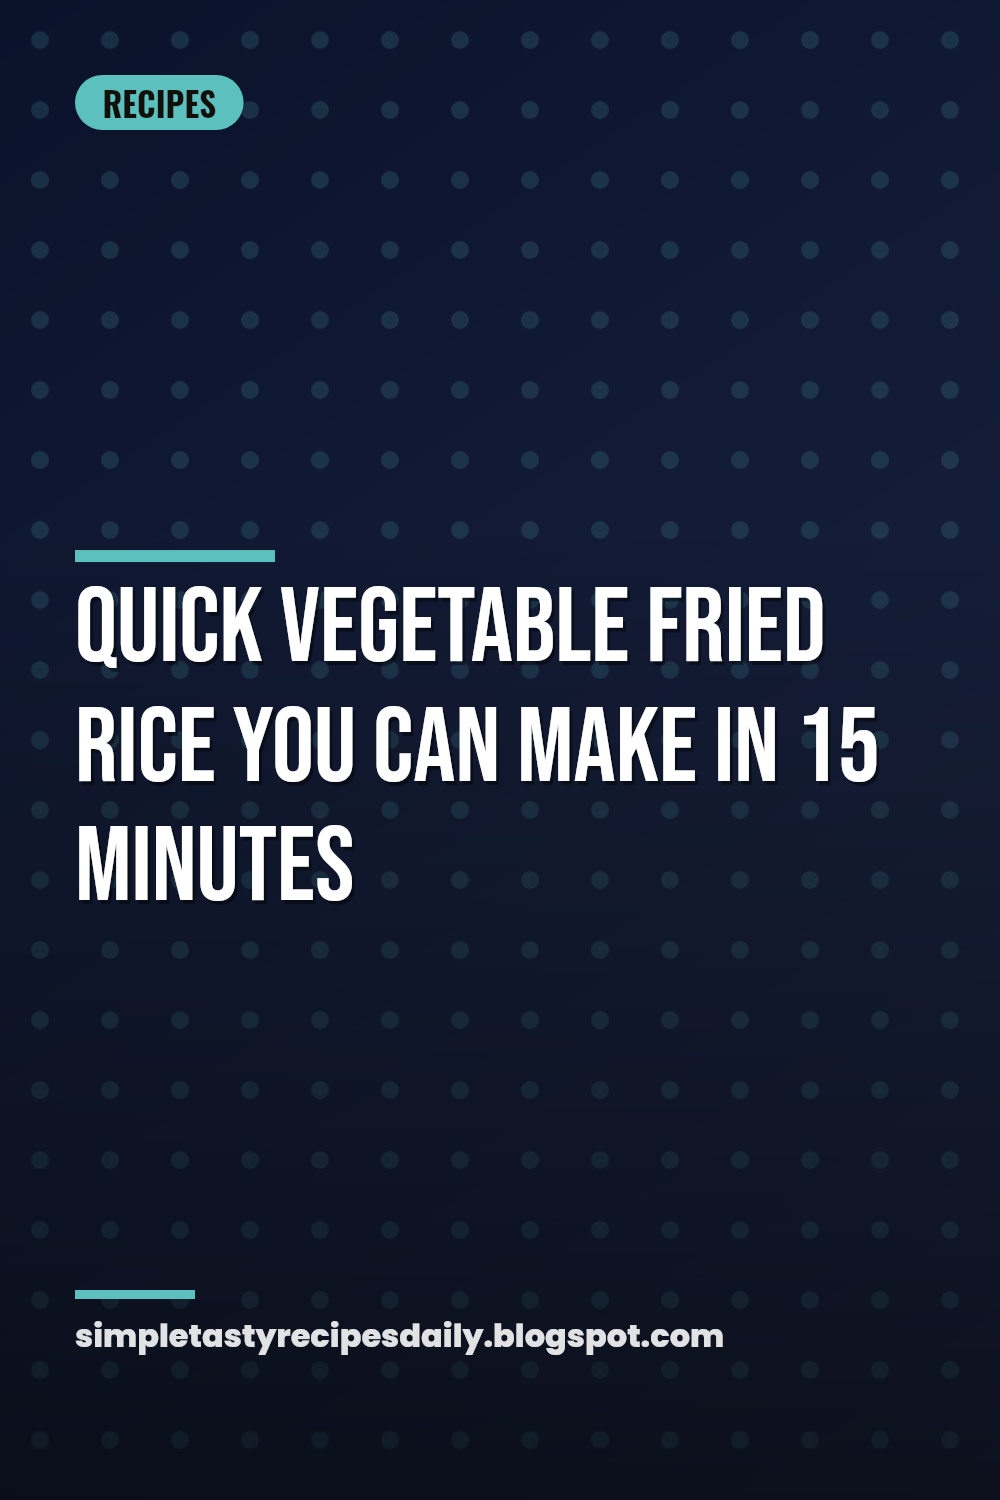 RECIPES
QUICK VEGETABLE FRIED
RICE YOU CAN MAKE IN 15
MINUTES
simpletastyrecipesdaily.blogspot.com